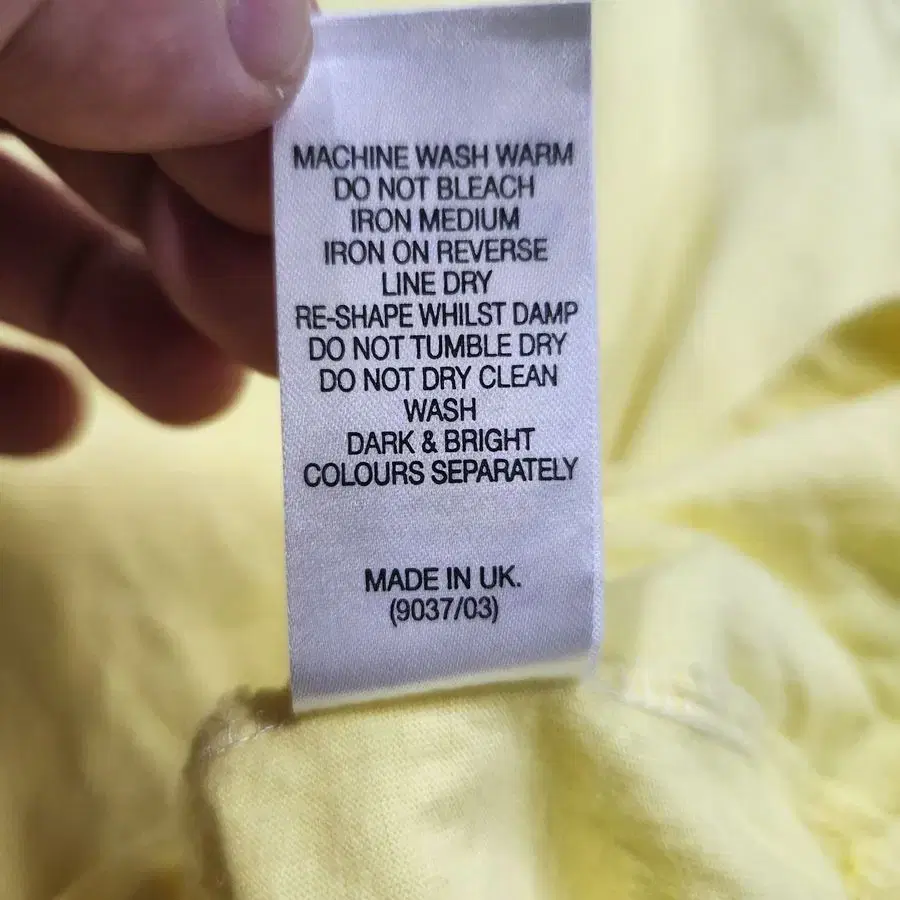 MACHINE WASH WARM
DO NOT BLEACH
IRON MEDIUM
IRON ON REVERSE
LINE DRY
RE-SHAPE WHILST DAMP
DO NOT TUMBLE DRY
DO NOT DRY CLEAN
WASH
DARK & BRIGHT
COLOURS SEPARATELY
MADE IN UK.
(9037/03)